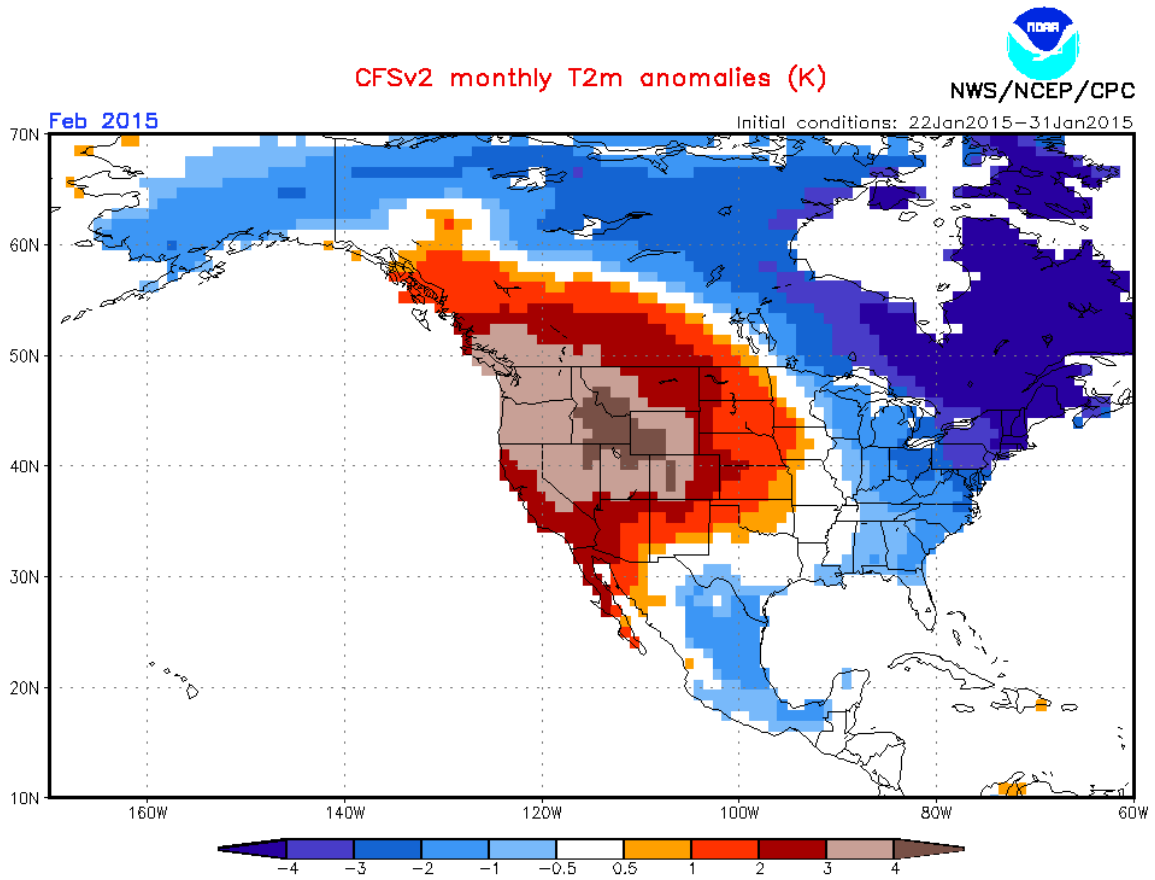 NOAA
CFSv2 monthly T2m anomalies (K)
NWS/NCEP/CPC
Feb 2015
Initial conditions: 22Jan2015-31Jan2015
70N
60N
50N
40N
30N
20N
10N
160W 140W 120W 100W 80W 60W
-4 -3 -2 -1 -0.5 0.5 1 2 3 4